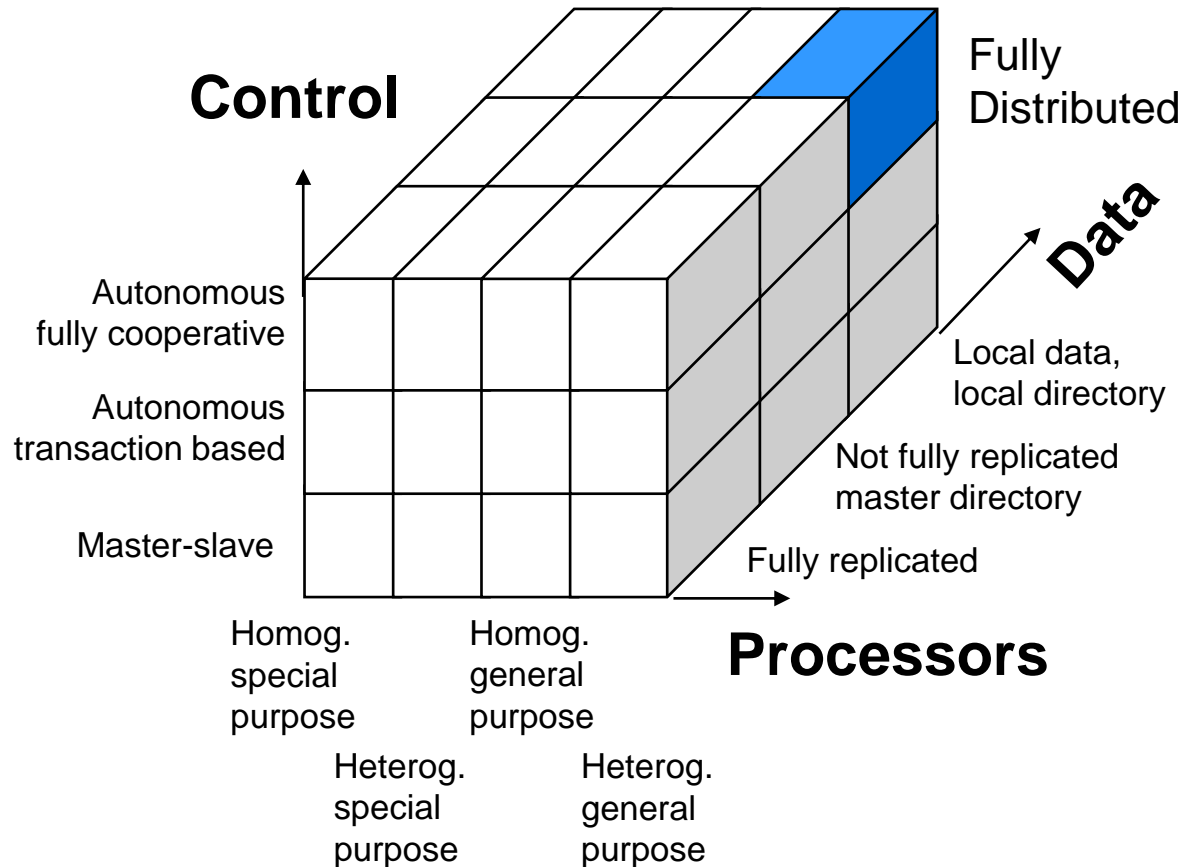 Control
Fully
Distributed
Data
Autonomous
fully cooperative
Autonomous
transaction based
Master-slave
Local data,
local directory
Not fully replicated
master directory
Fully replicated
Processors
Homog.
special
purpose
Homog.
general
purpose
Heterog.
special
purpose
Heterog.
general
purpose